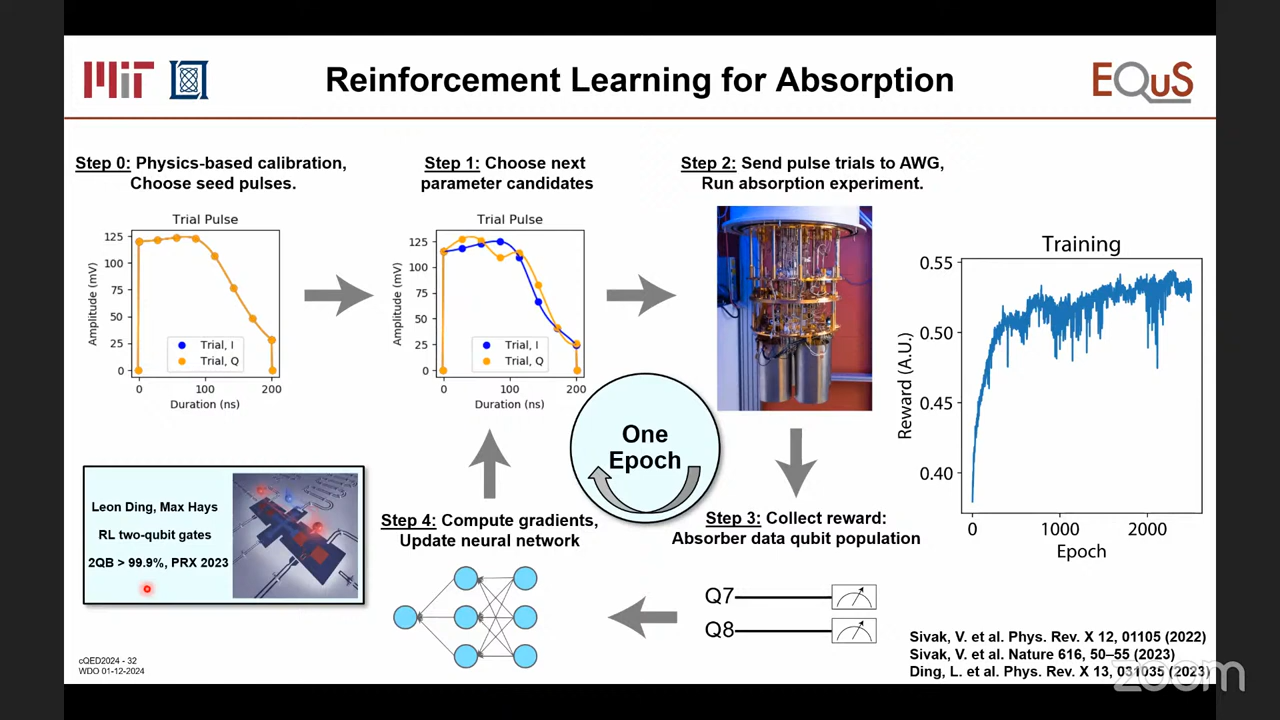 MIT
Reinforcement Learning for Absorption
EQuS
Step 0: Physics-based calibration,
Choose seed pulses.
Step 1: Choose next
parameter candidates
Step 2: Send pulse trials to AWG,
Run absorption experiment.
Trial Pulse
125
100
75
50
25
0
Amplitude (mV)
Trial, I
Trial, Q
0
100
200
Duration (ns)
Trial Pulse
125
100
75
50
25
0
Amplitude (mV)
Trial, I
Trial, Q
0
100
200
Duration (ns)
Training
0.55
0.50
0.45
0.40
Reward (A.U.)
0
1000
2000
Epoch
One
Epoch
Leon Ding, Max Hays
RL two-qubit gates
2QB > 99.9%, PRX 2023
Step 4: Compute gradients,
Update neural network
Step 3: Collect reward:
Absorber data qubit population
Q7
Q8
Sivak, V. et al. Phys. Rev. X 12, 01105 (2022)
Sivak, V. et al. Nature 616, 50–55 (2023)
Ding, L. et al. Phys. Rev. X 13, 031035 (2023)
cQED2024 - 32
WDO 01-12-2024
zoom